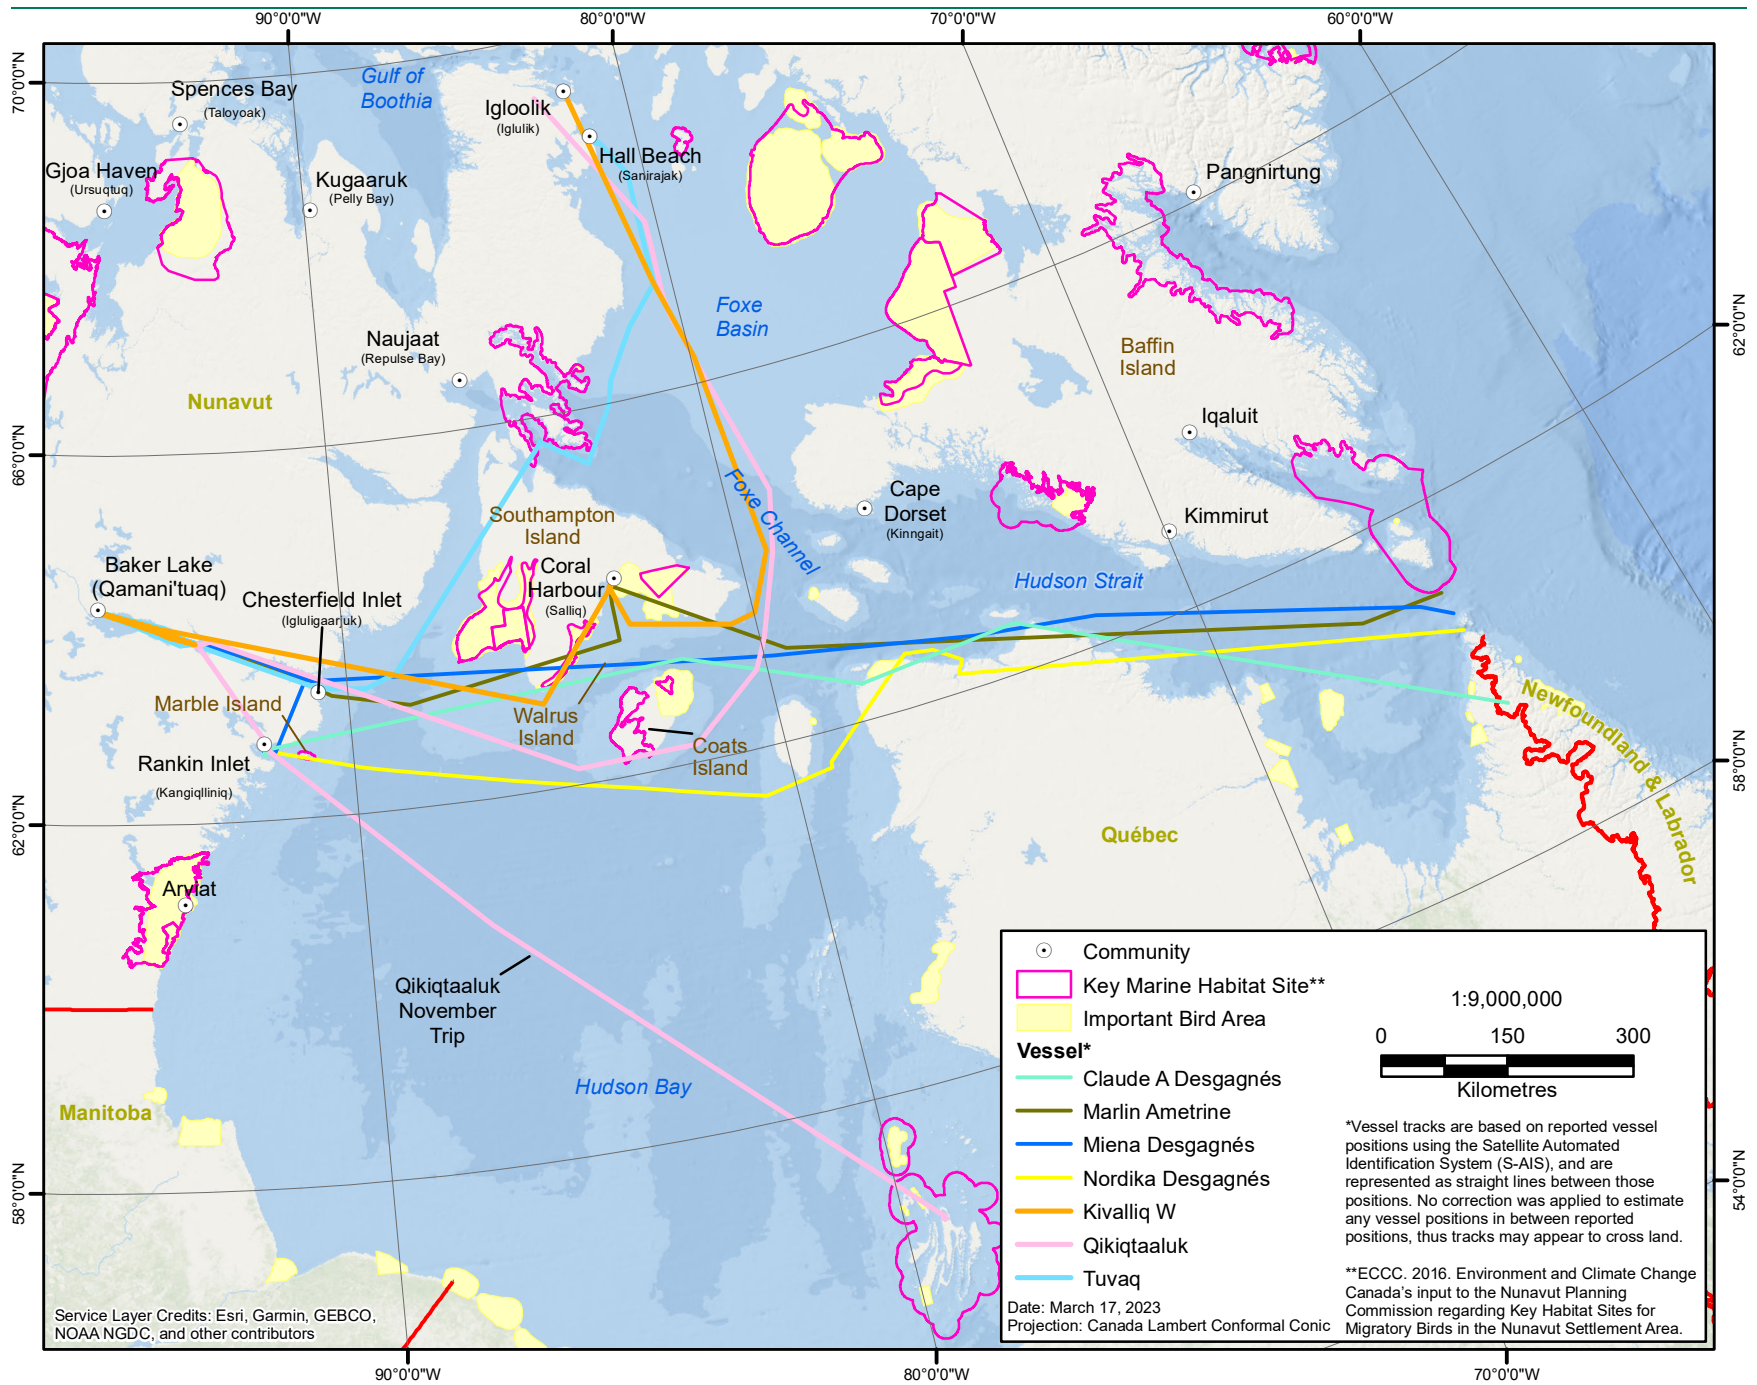 90°0'0"W
80°0'0"W
70°0'0"W
60°0'0"W
70°0'0"N
66°0'0"N
62°0'0"N
58°0'0"N
62°0'0"N
58°0'0"N
54°0'0"N
90°0'0"W
80°0'0"W
70°0'0"W
Gulf of
Boothia
Spences Bay
(Taloyoak)
Igloolik
(Iglulik)
Hall Beach
(Sanirajak)
Gjoa Haven
(Ursuqtuq)
Kugaaruk
(Pelly Bay)
Pangnirtung
Foxe
Basin
Naujaat
(Repulse Bay)
Baffin
Island
Nunavut
Iqaluit
Foxe Channel
Cape
Dorset
(Kinngait)
Kimmirut
Southampton
Island
Coral
Harbour
(Salliq)
Hudson Strait
Baker Lake
(Qamani'tuaq)
Chesterfield Inlet
(Igluligaarjuk)
Marble Island
Walrus
Island
Coats
Island
Rankin Inlet
(Kangiqlliniq)
Newfoundland & Labrador
Québec
Arviat
Qikiqtaaluk
November
Trip
Hudson Bay
Manitoba
Service Layer Credits: Esri, Garmin, GEBCO,
NOAA NGDC, and other contributors
Community
Key Marine Habitat Site**
Important Bird Area
Vessel*
Claude A Desgagnés
Marlin Ametrine
Miena Desgagnés
Nordika Desgagnés
Kivalliq W
Qikiqtaaluk
Tuvaq
Date: March 17, 2023
Projection: Canada Lambert Conformal Conic
1:9,000,000
0 150 300
Kilometres
*Vessel tracks are based on reported vessel
positions using the Satellite Automated
Identification System (S-AIS), and are
represented as straight lines between those
positions. No correction was applied to estimate
any vessel positions in between reported
positions, thus tracks may appear to cross land.
**ECCC. 2016. Environment and Climate Change
Canada's input to the Nunavut Planning
Commission regarding Key Habitat Sites for
Migratory Birds in the Nunavut Settlement Area.